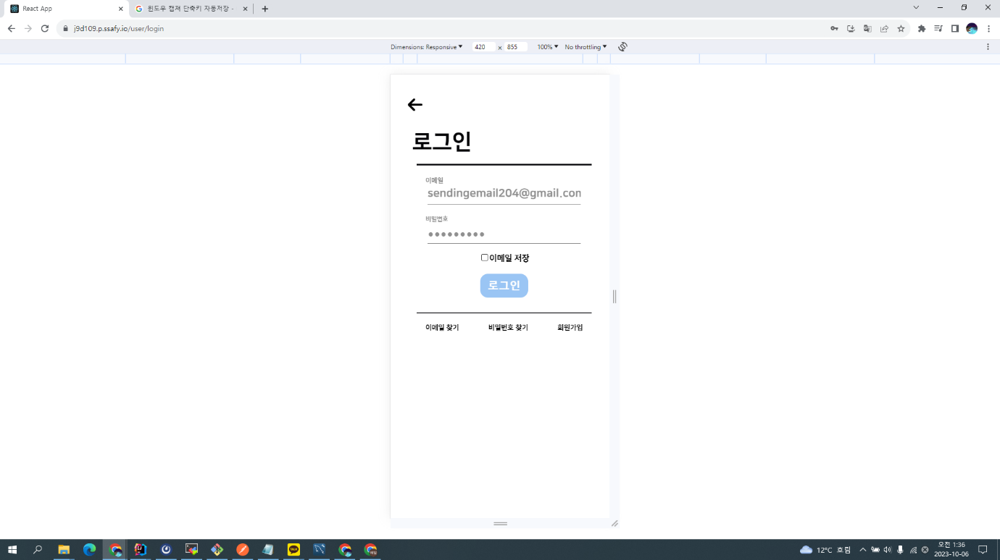 React App
윈도우 캡쳐 단축키 자동저장 -
j9d109.p.ssafy.io/user/login
Dimensions: Responsive 420 x 855 100% No throttling
로그인
이메일
sendingemail204@gmail.com
비밀번호
이메일 저장
로그인
이메일 찾기 비밀번호 찾기 회원가입
12°C 흐림
오전 1:36
2023-10-06